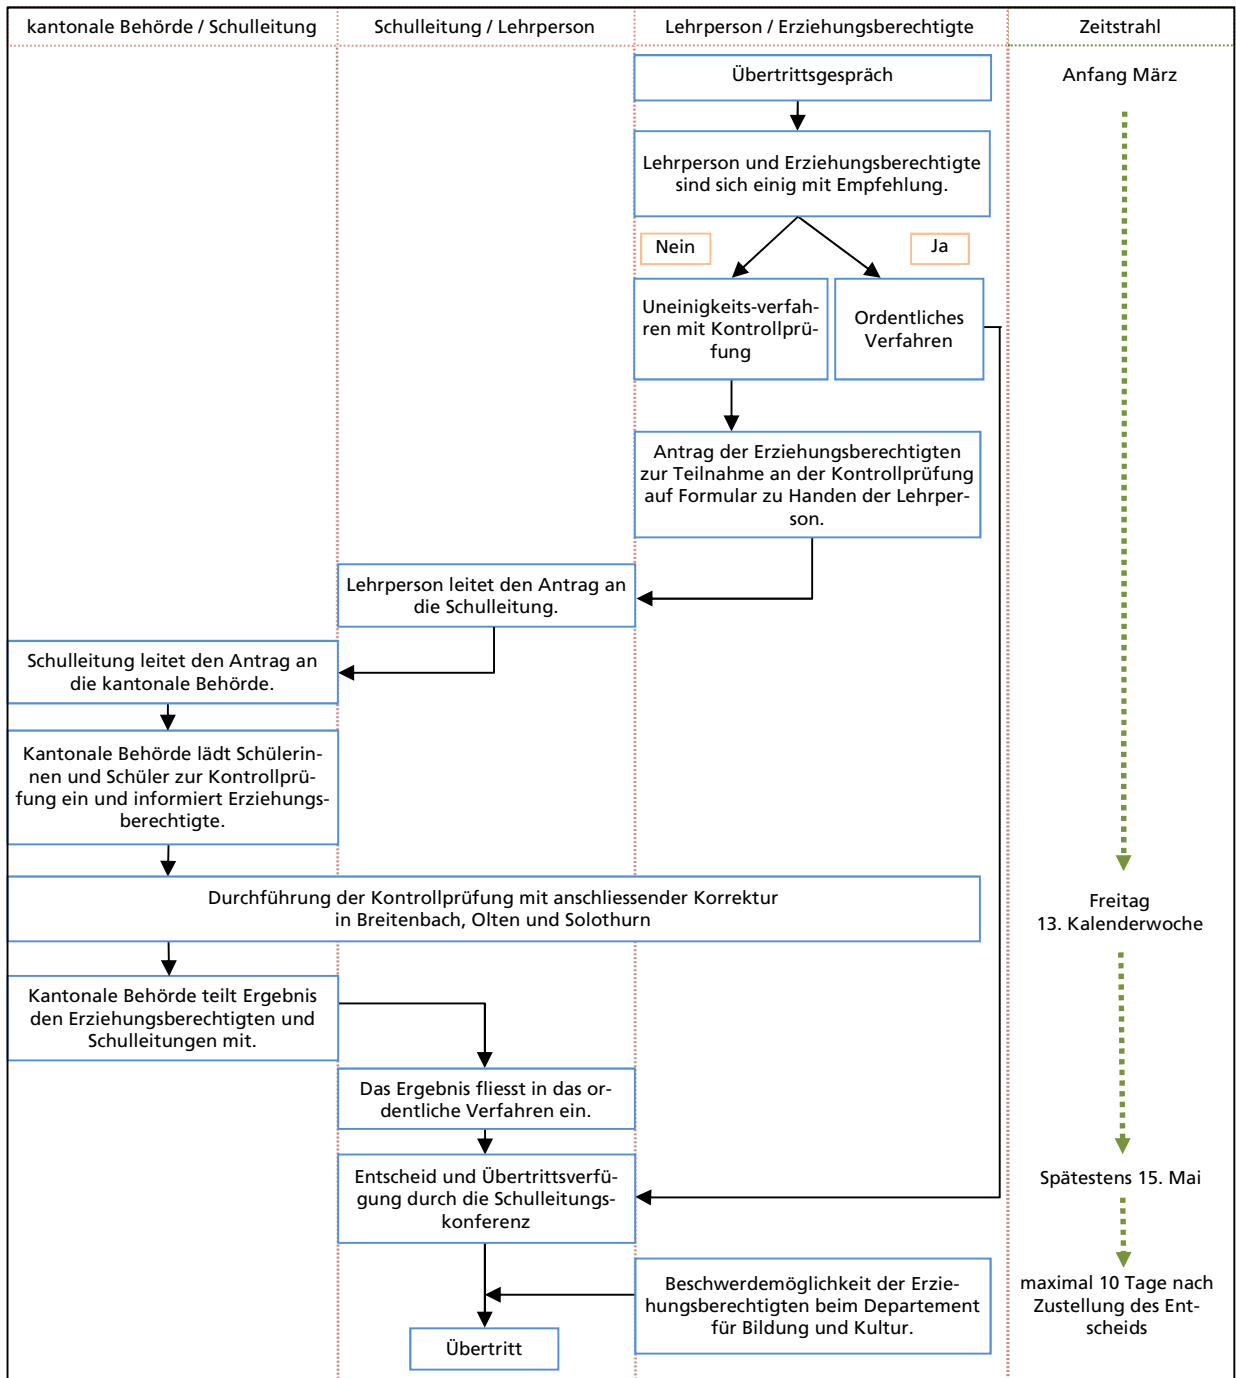 kantonale Behörde / Schulleitung
Schulleitung / Lehrperson
Lehrperson / Erziehungsberechtigte
Zeitstrahl
Übertrittsgespräch
Anfang März
Lehrperson und Erziehungsberechtigte
sind sich einig mit Empfehlung.
Nein
Ja
Uneinigkeits-verfah-
ren mit Kontrollprü-
fung
Ordentliches
Verfahren
Antrag der Erziehungsberechtigten
zur Teilnahme an der Kontrollprüfung
auf Formular zu Handen der Lehrper-
son.
Lehrperson leitet den Antrag an
die Schulleitung.
Schulleitung leitet den Antrag an
die kantonale Behörde.
Kantonale Behörde lädt Schülerin-
nen und Schüler zur Kontrollprü-
fung ein und informiert Erziehungs-
berechtigte.
Durchführung der Kontrollprüfung mit anschliessender Korrektur
in Breitenbach, Olten und Solothurn
Freitag
13. Kalenderwoche
Kantonale Behörde teilt Ergebnis
den Erziehungsberechtigten und
Schulleitungen mit.
Das Ergebnis fliesst in das or-
dentliche Verfahren ein.
Entscheid und Übertrittsverfü-
gung durch die Schulleitungs-
konferenz
Spätestens 15. Mai
Beschwerdemöglichkeit der Erzie-
hungsberechtigten beim Departement
für Bildung und Kultur.
maximal 10 Tage nach
Zustellung des Ent-
scheids
Übertritt